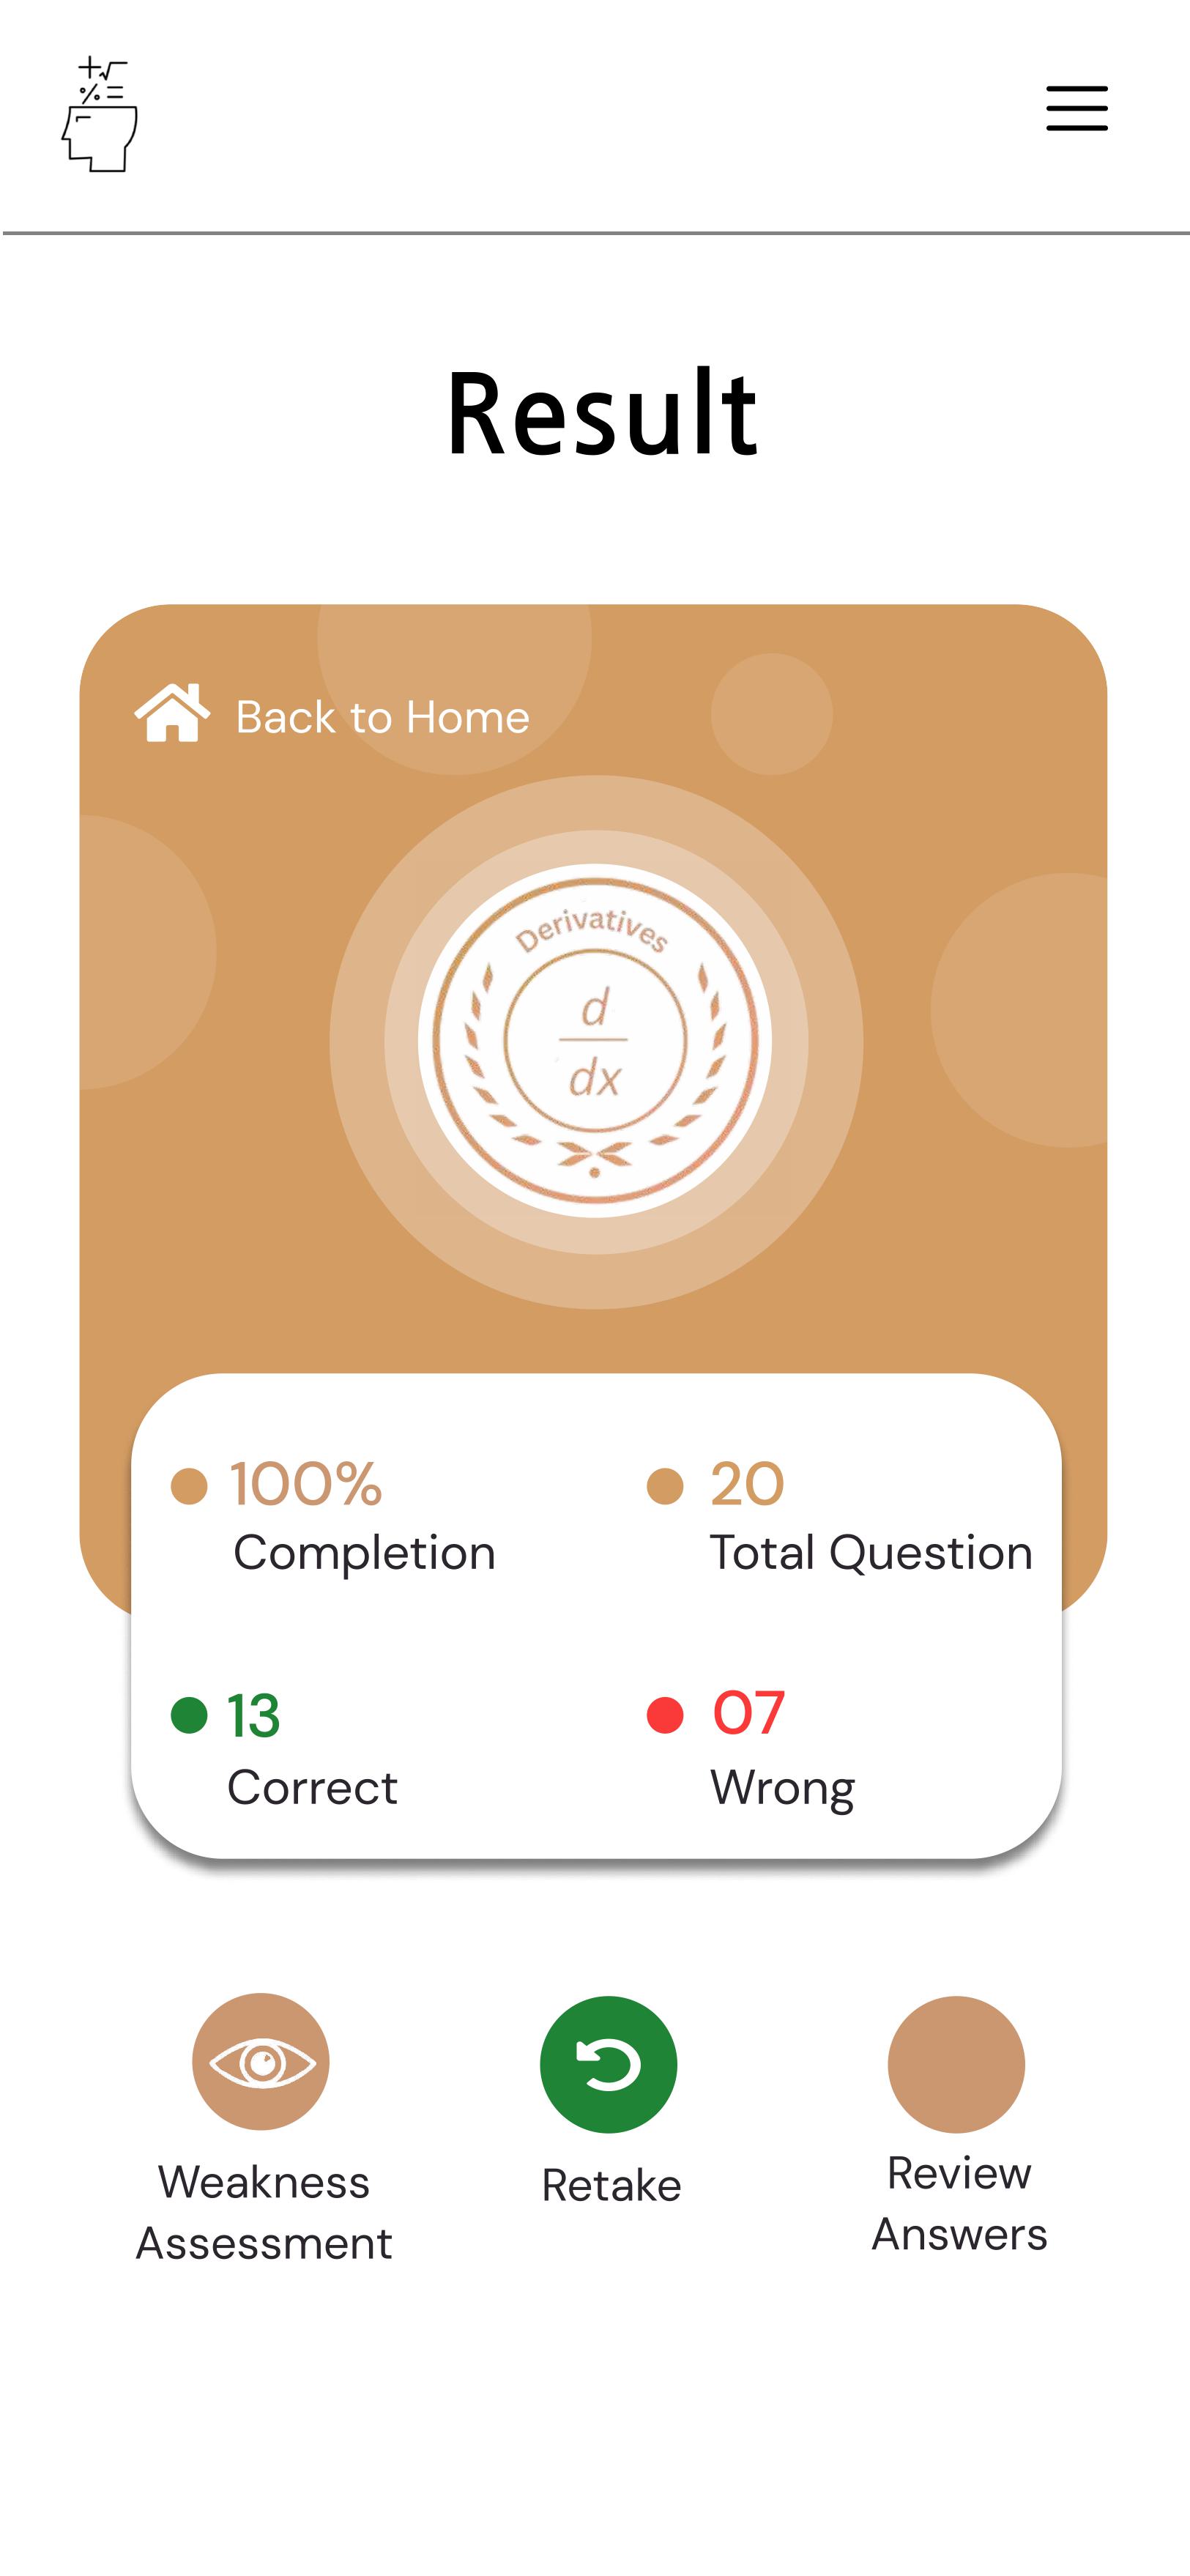 +√
% =
Result
Back to Home
Derivatives
d
dx
100%
Completion
20
Total Question
13
Correct
07
Wrong
Weakness
Assessment
Retake
Review
Answers